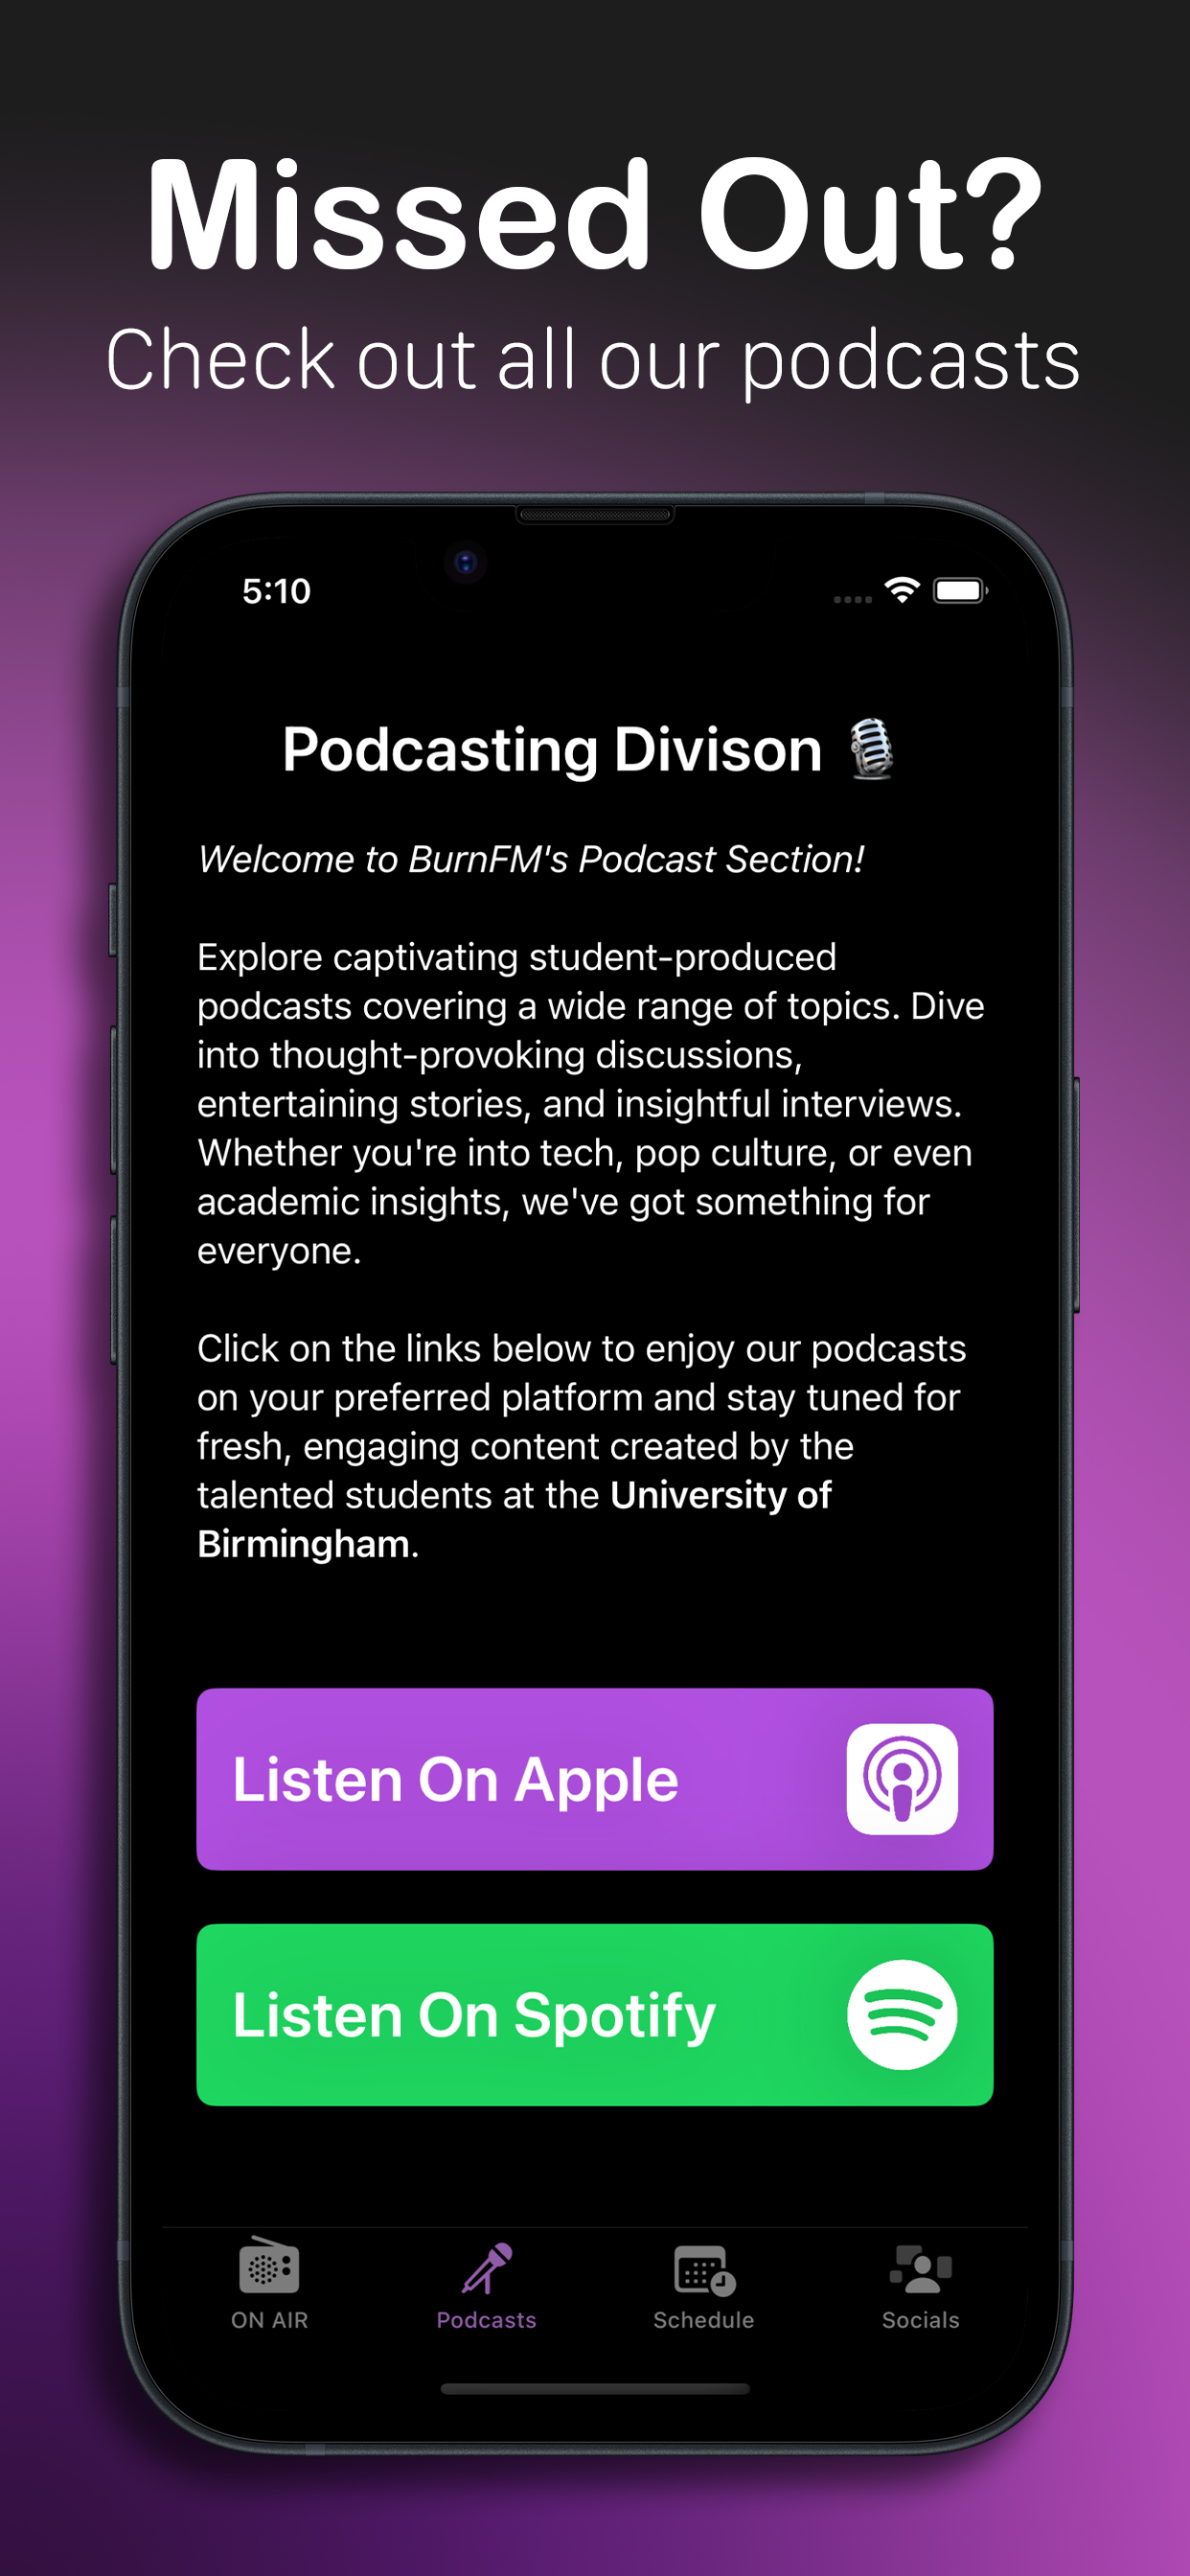 Missed Out?
Check out all our podcasts
5:10
Podcasting Divison
Welcome to BurnFM's Podcast Section!
Explore captivating student-produced
podcasts covering a wide range of topics. Dive
into thought-provoking discussions,
entertaining stories, and insightful interviews.
Whether you're into tech, pop culture, or even
academic insights, we've got something for
everyone.
Click on the links below to enjoy our podcasts
on your preferred platform and stay tuned for
fresh, engaging content created by the
talented students at the University of
Birmingham.
Listen On Apple
Listen On Spotify
ON AIR
Podcasts
Schedule
Socials